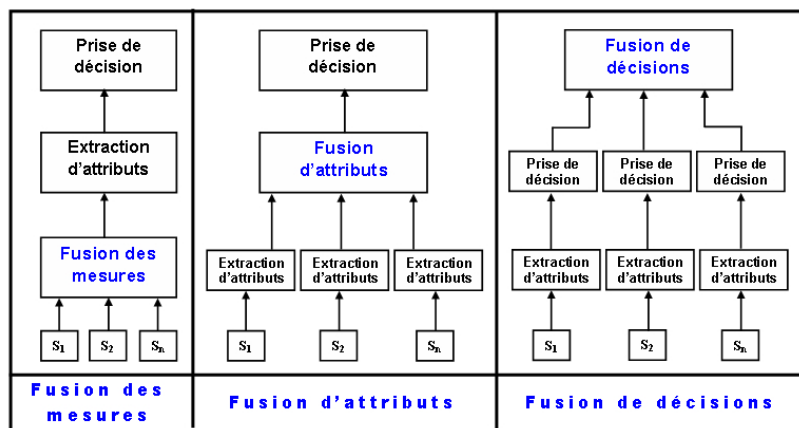 Prise de
décision
Extraction
d'attributs
Fusion des
mesures
S1 S2 Sn
Fusion des
mesures
Prise de
décision
Fusion
d'attributs
Extraction
d'attributs
Extraction
d'attributs
Extraction
d'attributs
S1 S2 Sn
Fusion d'attributs
Fusion de
décisions
Prise de
décision
Prise de
décision
Prise de
décision
Extraction
d'attributs
Extraction
d'attributs
Extraction
d'attributs
S1 S2 Sn
Fusion de décisions